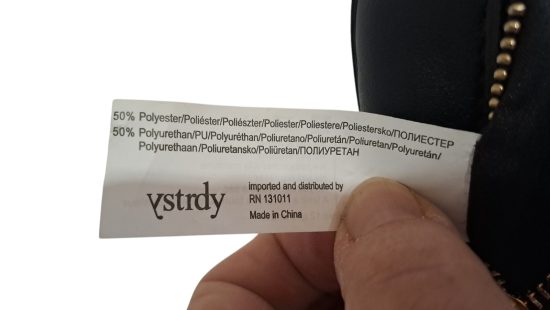 50% Polyester/Poliéster/Poliészter/Poliester/Poliestere/Poliestersko/ПОЛИЕСТЕР
50% Polyurethan/PU/Polyuréthan/Poliuretano/Poliuretán/Poliuretan/Polyuretán/
Polyurethaan/Poliuretansko/Poliüretan/ПОЛИУРЕТАН
ystrdy
imported and distributed by
RN 131011
Made in China